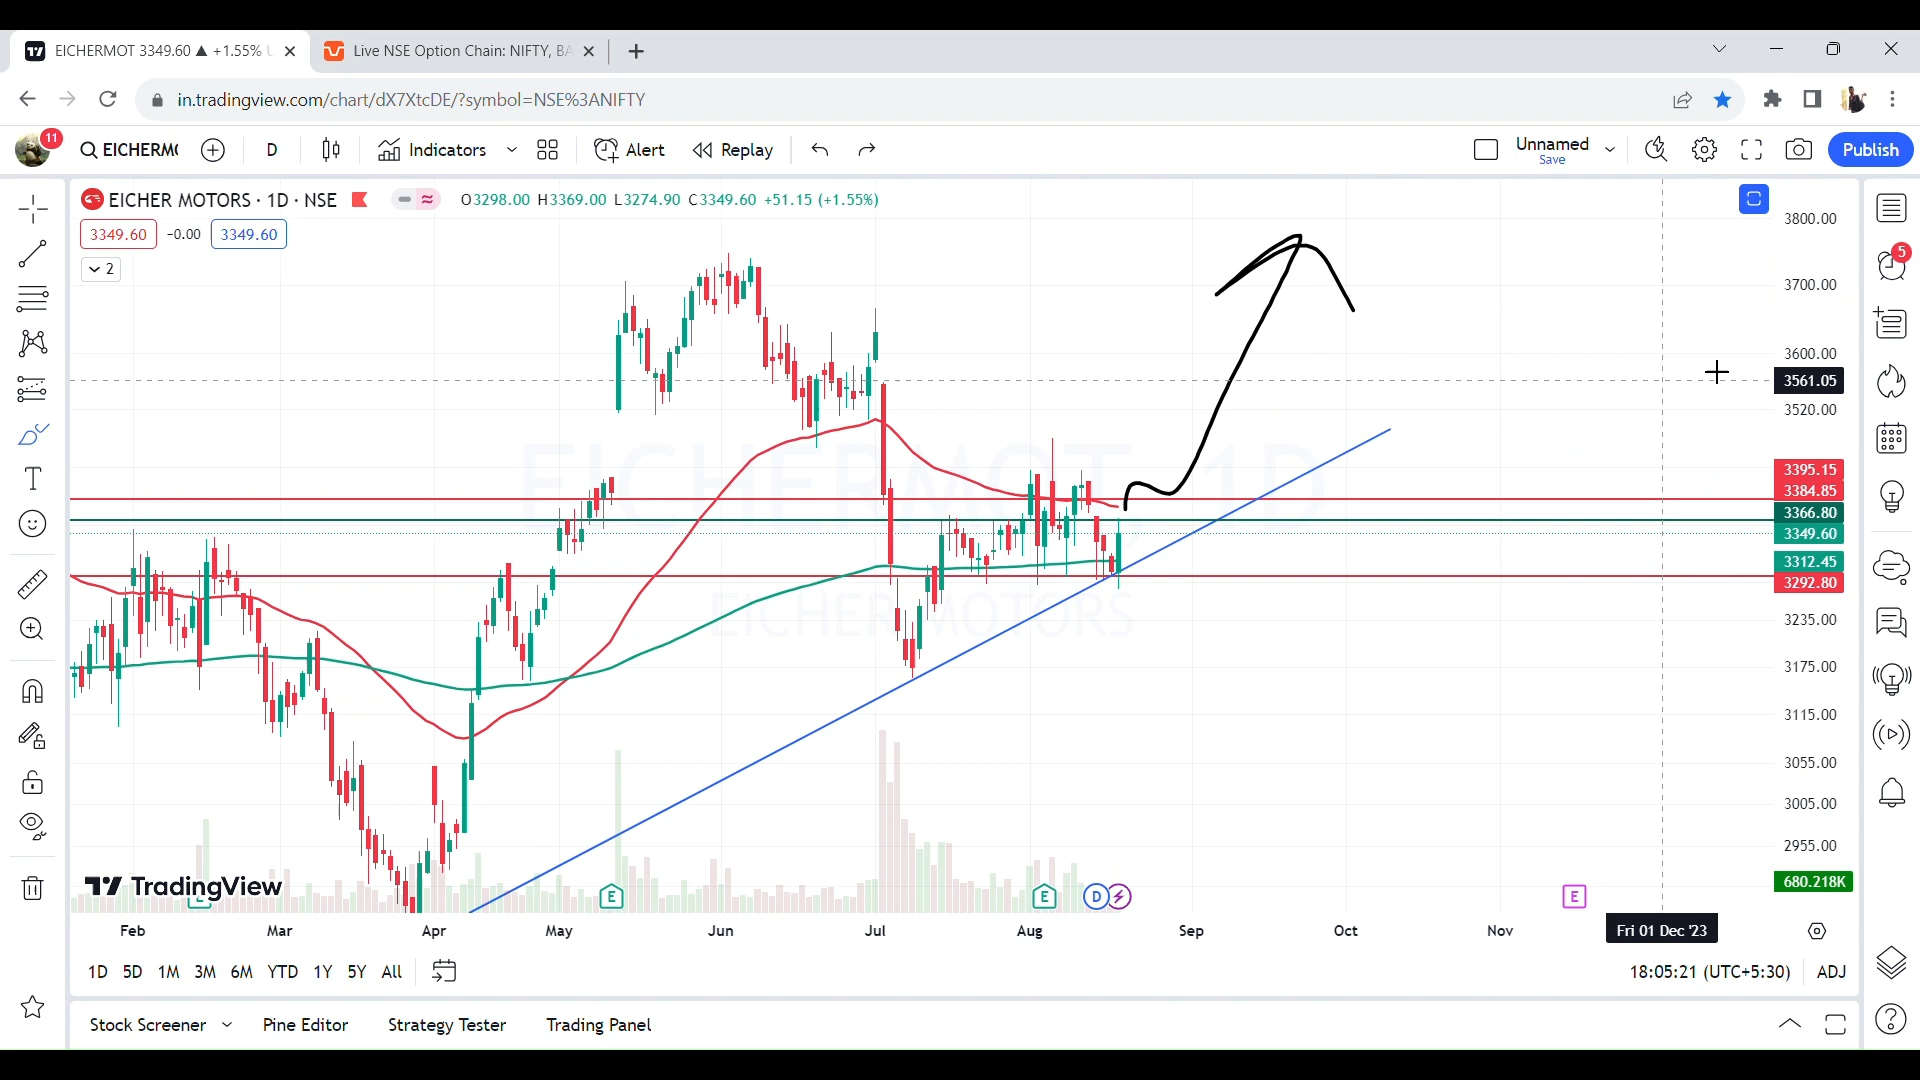 EICHERMOT 3349.60 ▲ +1.55% U
Live NSE Option Chain: NIFTY, BA
in.tradingview.com/chart/dX7XtcDE/?symbol=NSE%3ANIFTY
11
EICHERM
D
Indicators
Alert
Replay
Unnamed
Save
Publish
EICHER MOTORS · 1D · NSE
O3298.00 H3369.00 L3274.90 C3349.60 +51.15 (+1.55%)
3349.60
-0.00
3349.60
2
EICHERMOT, 1D
EICHER MOTORS
3800.00
3700.00
3600.00
3561.05
3520.00
3395.15
3384.85
3366.80
3349.60
3312.45
3292.80
3235.00
3175.00
3115.00
3055.00
3005.00
2955.00
680.218K
5
TradingView
E
E
E
D
E
Feb
Mar
Apr
May
Jun
Jul
Aug
Sep
Oct
Nov
Fri 01 Dec '23
1D 5D 1M 3M 6M YTD 1Y 5Y All
18:05:21 (UTC+5:30)
ADJ
Stock Screener
Pine Editor
Strategy Tester
Trading Panel